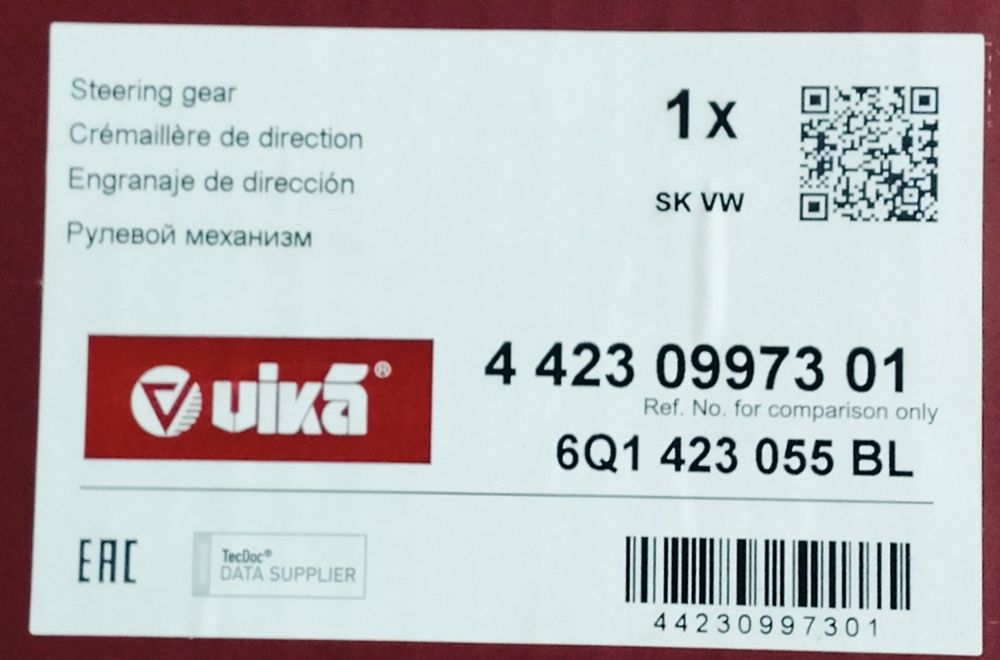 Steering gear
Crémaillère de direction
Engranaje de dirección
Рулевой механизм
1x
SK VW
vika®
4 423 09973 01
Ref. No. for comparison only
6Q1 423 055 BL
EAC
TecDoc®
DATA SUPPLIER
44230997301